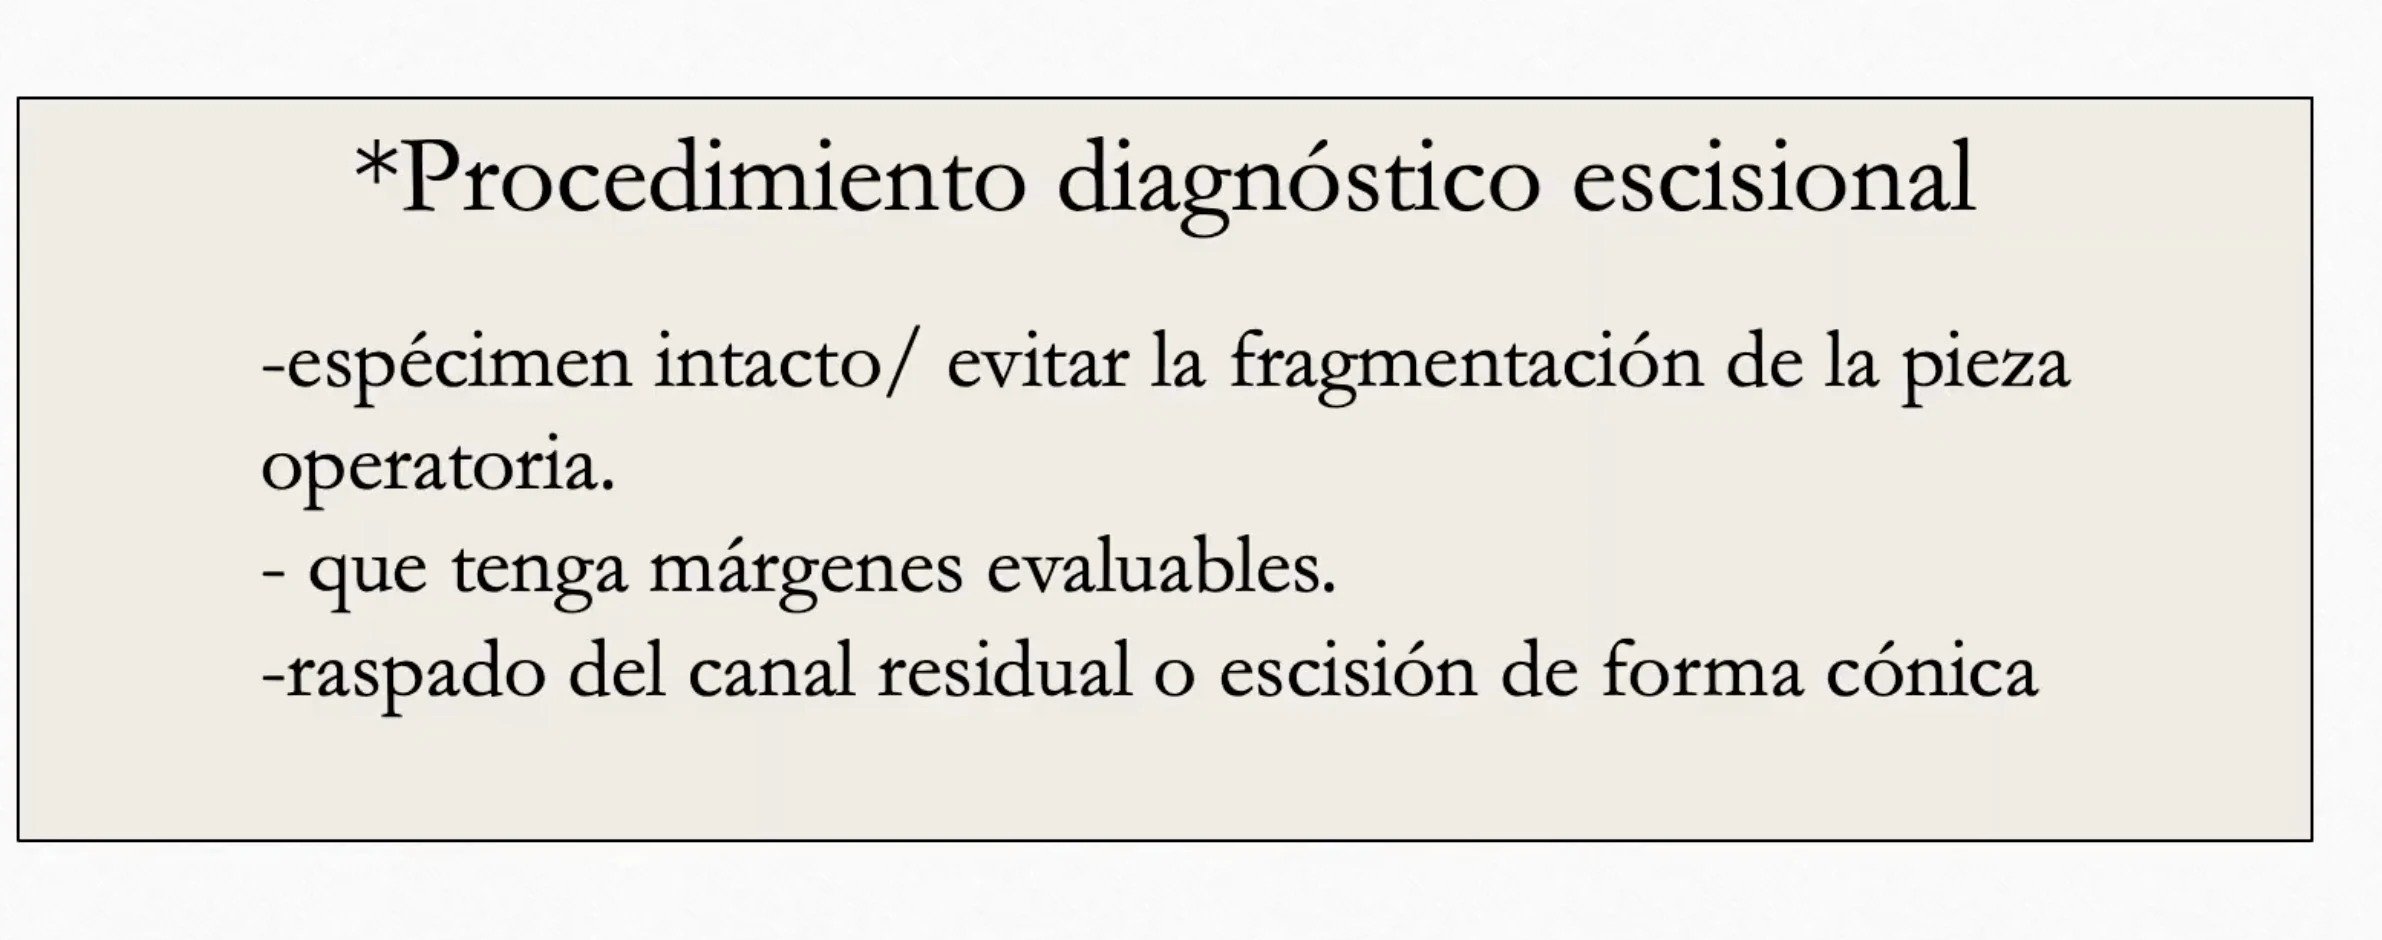 *Procedimiento diagnóstico escisional
-espécimen intacto/ evitar la fragmentación de la pieza
operatoria.
- que tenga márgenes evaluables.
-raspado del canal residual o escisión de forma cónica